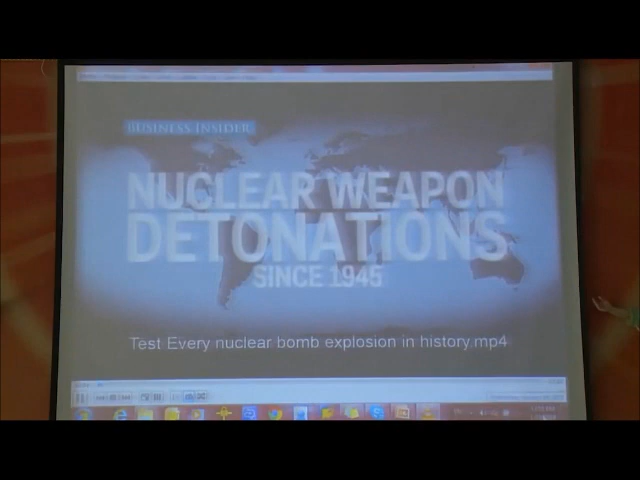 BUSINESS INSIDER
NUCLEAR WEAPON
DETONATIONS
SINCE 1945
Test Every nuclear bomb explosion in history.mp4